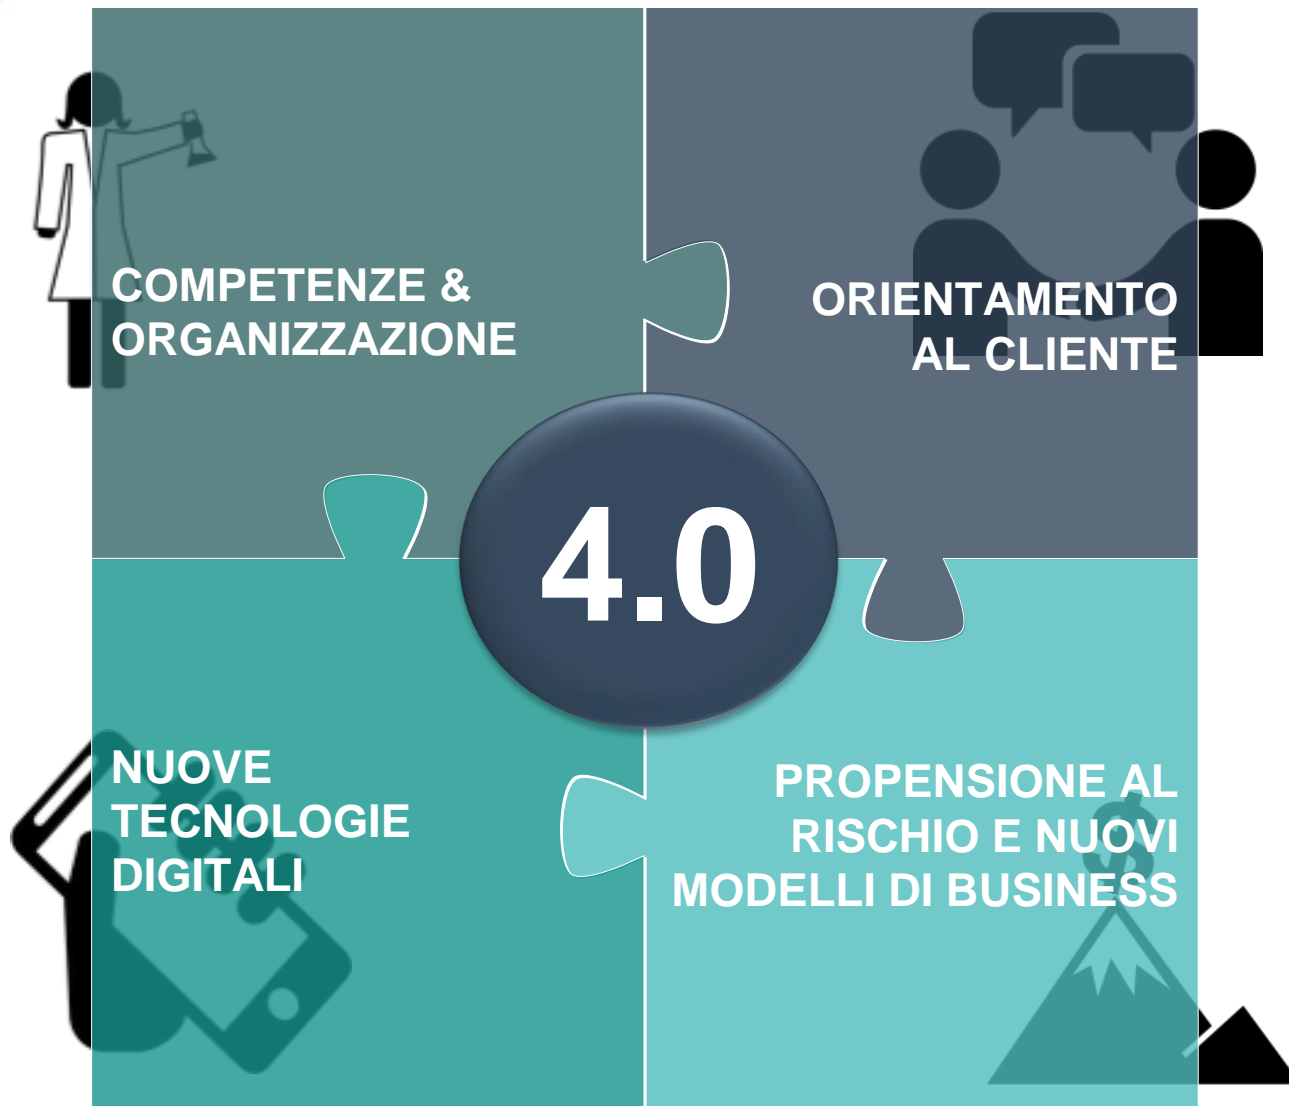 COMPETENZE &
ORGANIZZAZIONE
ORIENTAMENTO
AL CLIENTE
4.0
NUOVE
TECNOLOGIE
DIGITALI
PROPENSIONE AL
RISCHIO E NUOVI
MODELLI DI BUSINESS
$